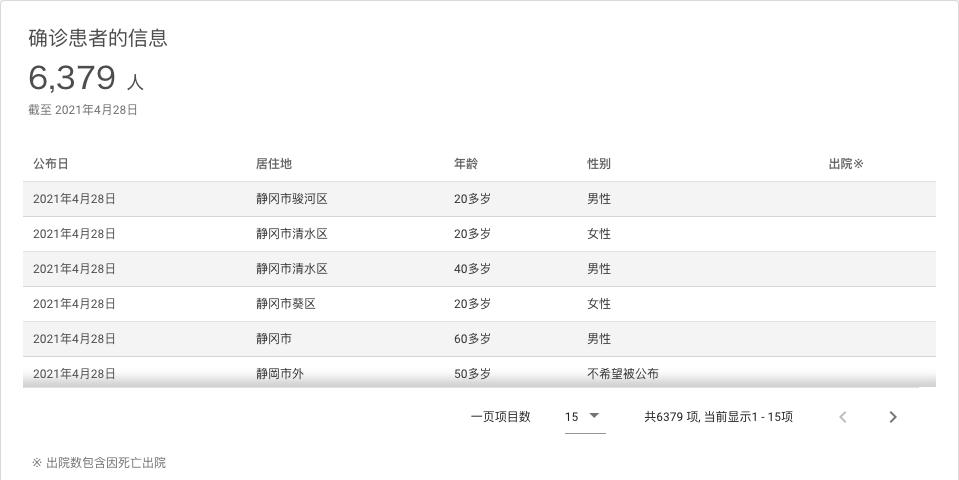 确诊患者的信息
6,379 人
截至 2021年4月28日
公布日 居住地 年龄 性别 出院※
2021年4月28日 静冈市骏河区 20多岁 男性
2021年4月28日 静冈市清水区 20多岁 女性
2021年4月28日 静冈市清水区 40多岁 男性
2021年4月28日 静冈市葵区 20多岁 女性
2021年4月28日 静冈市 60多岁 男性
2021年4月28日 静岡市外 50多岁 不希望被公布
一页项目数 15 共6379 项, 当前显示1 - 15项
※ 出院数包含因死亡出院